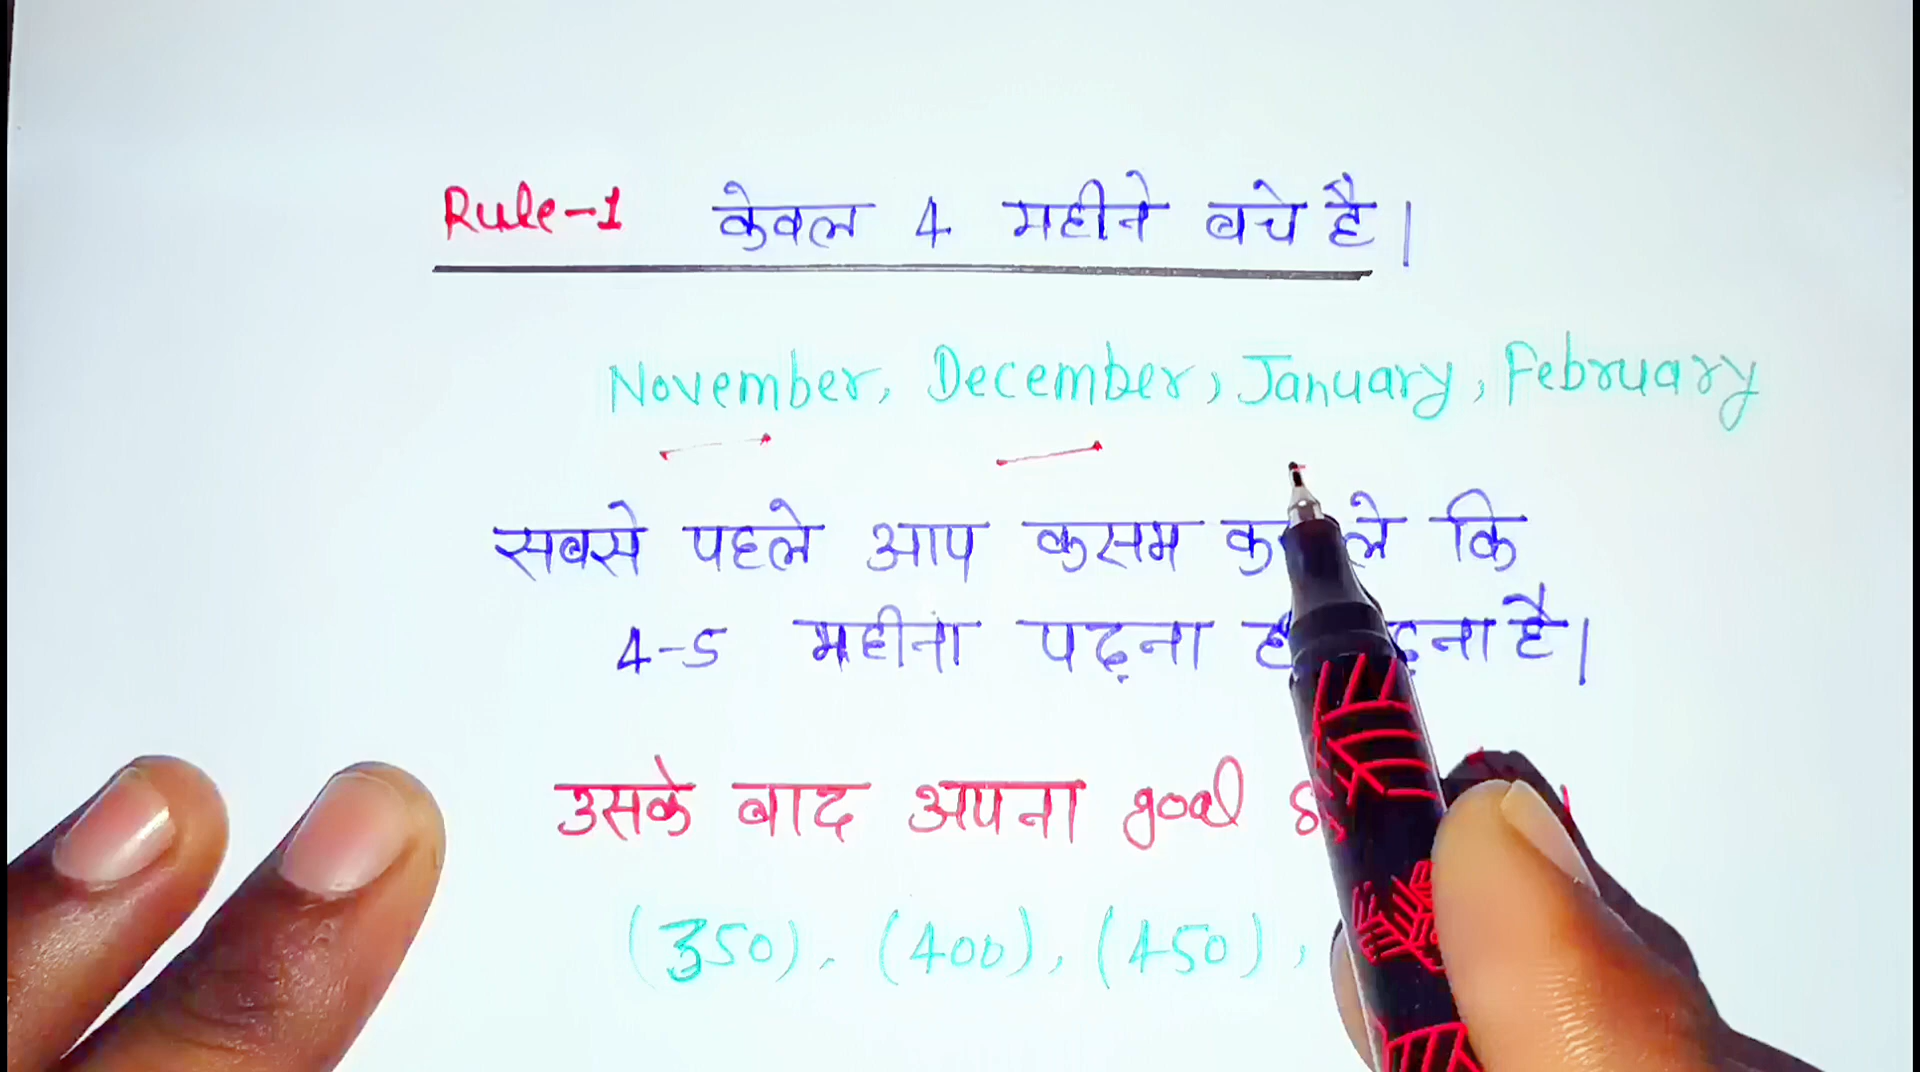 Rule-1 केवल 4 महीने बचे है।
November, December, January, February
सबसे पहले आप कसम कि
4-5 महीना पढ़ना है।
उसके बाद अपना goal
(350), (400), (450),